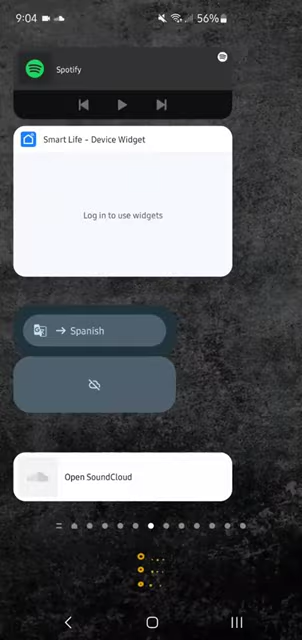 9:04
56%
Spotify
Smart Life - Device Widget
Log in to use widgets
Spanish
Open SoundCloud